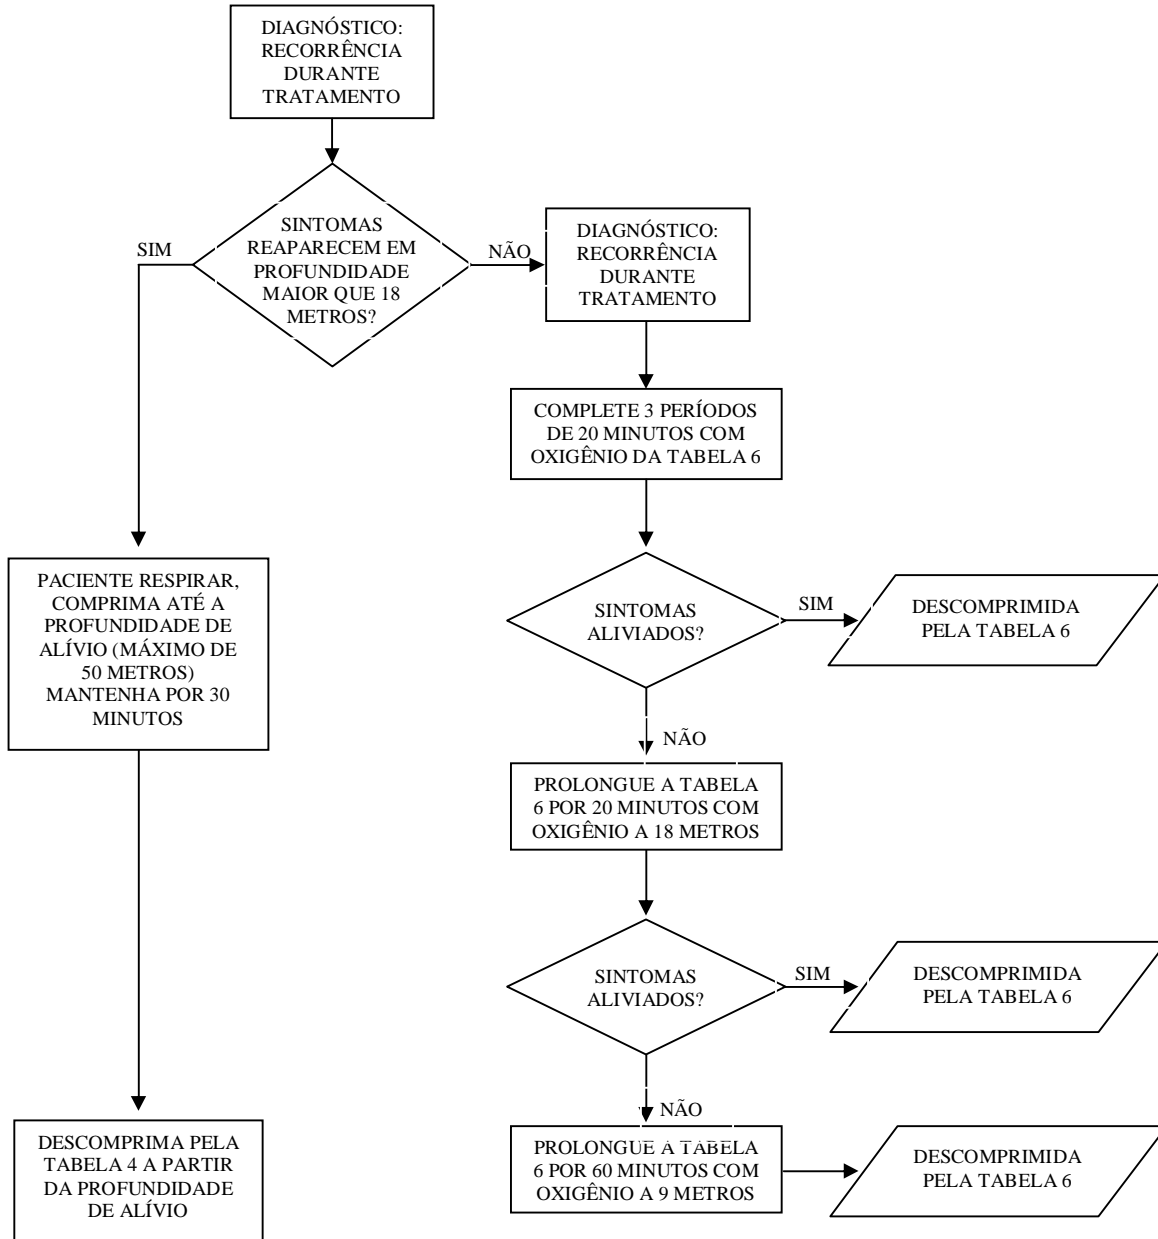 DIAGNÓSTICO:
RECORRÊNCIA
DURANTE
TRATAMENTO
SINTOMAS
REAPARECEM EM
PROFUNDIDADE
MAIOR QUE 18
METROS?
SIM
NÃO
DIAGNÓSTICO:
RECORRÊNCIA
DURANTE
TRATAMENTO
COMPLETE 3 PERÍODOS
DE 20 MINUTOS COM
OXIGÊNIO DA TABELA 6
PACIENTE RESPIRAR,
COMPRIMA ATÉ A
PROFUNDIDADE DE
ALÍVIO (MÁXIMO DE
50 METROS)
MANTENHA POR 30
MINUTOS
SINTOMAS
ALIVIADOS?
SIM
DESCOMPRIMIDA
PELA TABELA 6
NÃO
PROLONGUE A TABELA
6 POR 20 MINUTOS COM
OXIGÊNIO A 18 METROS
SINTOMAS
ALIVIADOS?
SIM
DESCOMPRIMIDA
PELA TABELA 6
NÃO
DESCOMPRIMA PELA
TABELA 4 A PARTIR
DA PROFUNDIDADE
DE ALÍVIO
PROLONGUE A TABELA
6 POR 60 MINUTOS COM
OXIGÊNIO A 9 METROS
DESCOMPRIMIDA
PELA TABELA 6